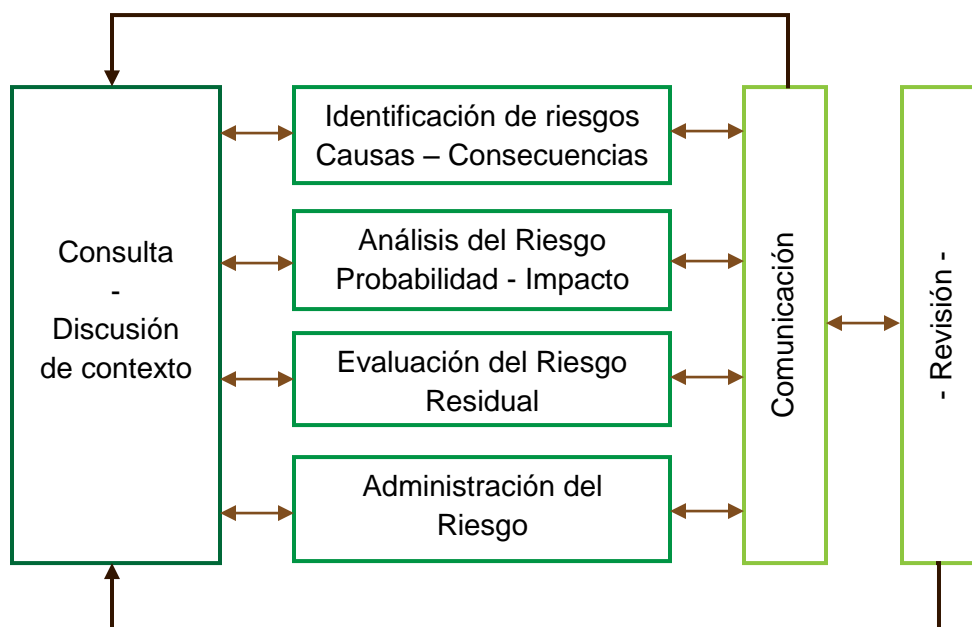 Consulta
-
Discusión
de contexto
Identificación de riesgos
Causas – Consecuencias
Análisis del Riesgo
Probabilidad - Impacto
Evaluación del Riesgo
Residual
Administración del
Riesgo
Comunicación
- Revisión -